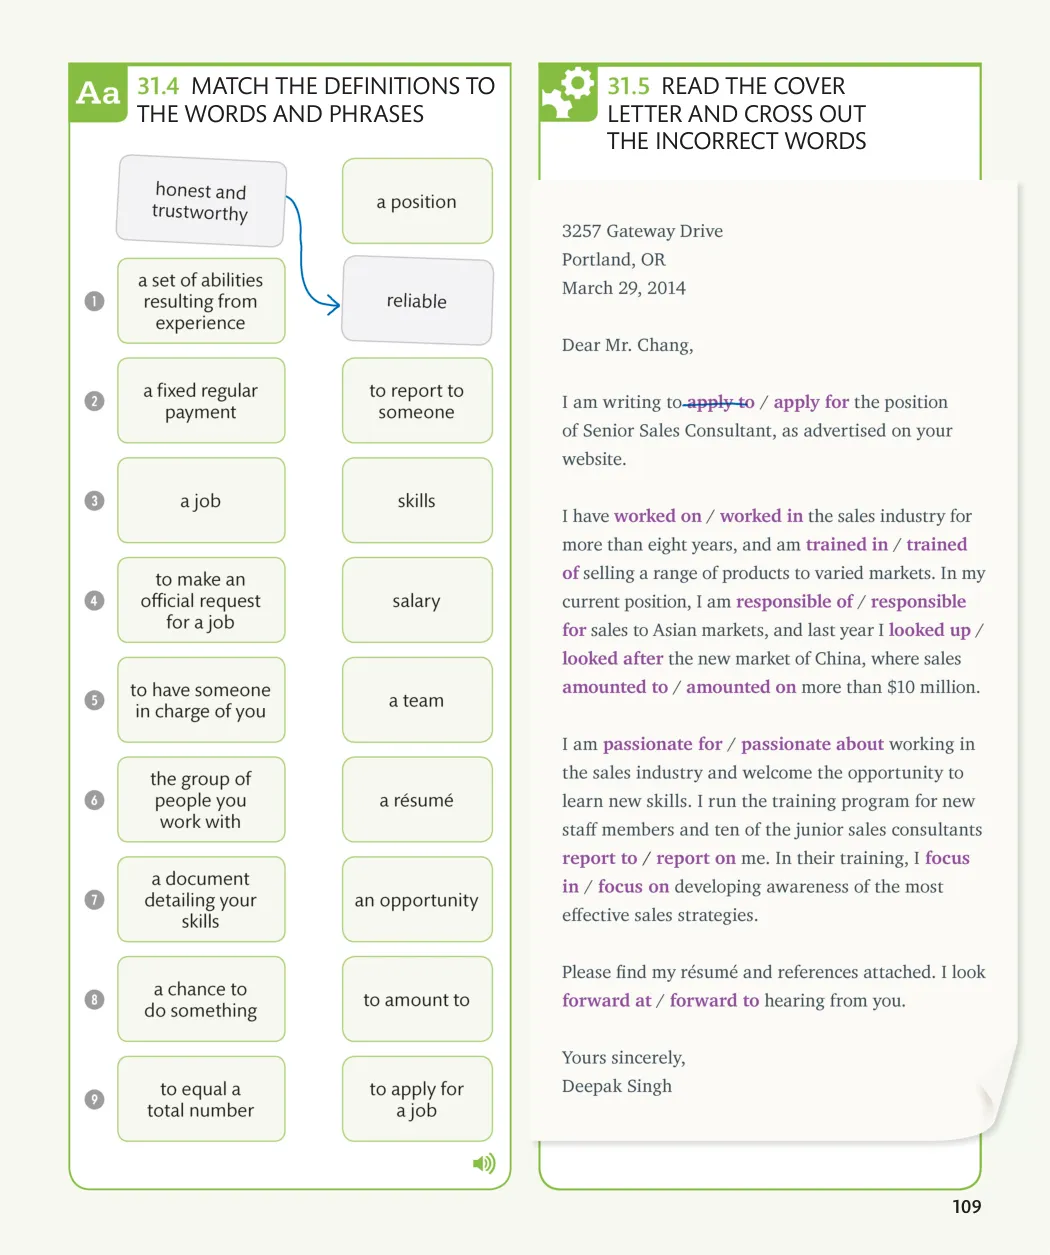 Aa
31.4 MATCH THE DEFINITIONS TO
THE WORDS AND PHRASES
honest and
trustworthy
a position
1
a set of abilities
resulting from
experience
reliable
2
a fixed regular
payment
to report to
someone
3
a job
skills
4
to make an
official request
for a job
salary
5
to have someone
in charge of you
a team
6
the group of
people you
work with
a résumé
7
a document
detailing your
skills
an opportunity
8
a chance to
do something
to amount to
9
to equal a
total number
to apply for
a job
31.5 READ THE COVER
LETTER AND CROSS OUT
THE INCORRECT WORDS
3257 Gateway Drive
Portland, OR
March 29, 2014
Dear Mr. Chang,
I am writing to apply to / apply for the position
of Senior Sales Consultant, as advertised on your
website.
I have worked on / worked in the sales industry for
more than eight years, and am trained in / trained
of selling a range of products to varied markets. In my
current position, I am responsible of / responsible
for sales to Asian markets, and last year I looked up /
looked after the new market of China, where sales
amounted to / amounted on more than $10 million.
I am passionate for / passionate about working in
the sales industry and welcome the opportunity to
learn new skills. I run the training program for new
staff members and ten of the junior sales consultants
report to / report on me. In their training, I focus
in / focus on developing awareness of the most
effective sales strategies.
Please find my résumé and references attached. I look
forward at / forward to hearing from you.
Yours sincerely,
Deepak Singh
109